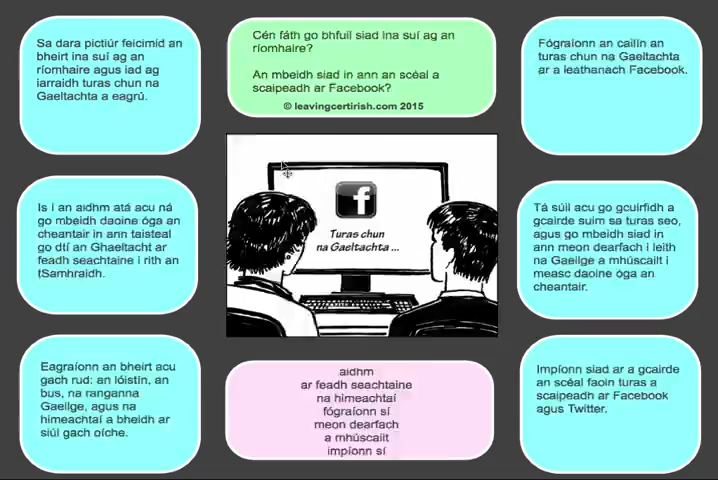 Sa dara pictiúr feicimid an
bheirt ina suí ag an
ríomhaire agus iad ag
iarraidh turas chun na
Gaeltachta a eagrú.
Cén fáth go bhfuil siad ina suí ag an
ríomhaire?
An mbeidh siad in ann an scéal a
scaipeadh ar Facebook?
© leavingcertirish.com 2015
Fógraíonn an cailín an
turas chun na Gaeltachta
ar a leathanach Facebook.
Is í an aidhm atá acu ná
go mbeidh daoine óga an
cheantair in ann taisteal
go dtí an Ghaeltacht ar
feadh seachtaine i rith an
tSamhraidh.
f
Turas chun
na Gaeltachta ...
Tá súil acu go gcuirfidh a
gcairde suim sa turas seo,
agus go mbeidh siad in
ann meon dearfach i leith
na Gaeilge a mhúscailt i
measc daoine óga an
cheantair.
Eagraíonn an bheirt acu
gach rud: an lóistín, an
bus, na ranganna
Gaeilge, agus na
himeachtaí a bheidh ar
siúl gach oíche.
aidhm
ar feadh seachtaine
na himeachtaí
fógraíonn sí
meon dearfach
a mhúscailt
impíonn sí
Impíonn siad ar a gcairde
an scéal faoin turas a
scaipeadh ar Facebook
agus Twitter.